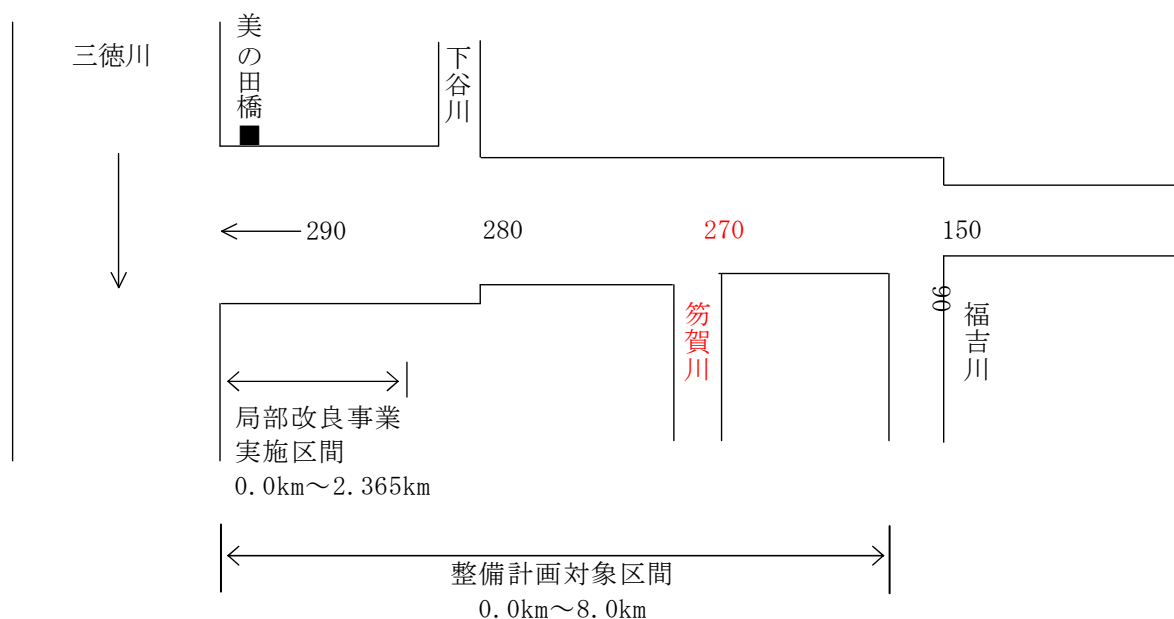 三徳川
美の田橋
下谷川
290
280
270
150
90
笏賀川
福吉川
局部改良事業
実施区間
0.0km～2.365km
整備計画対象区間
0.0km～8.0km